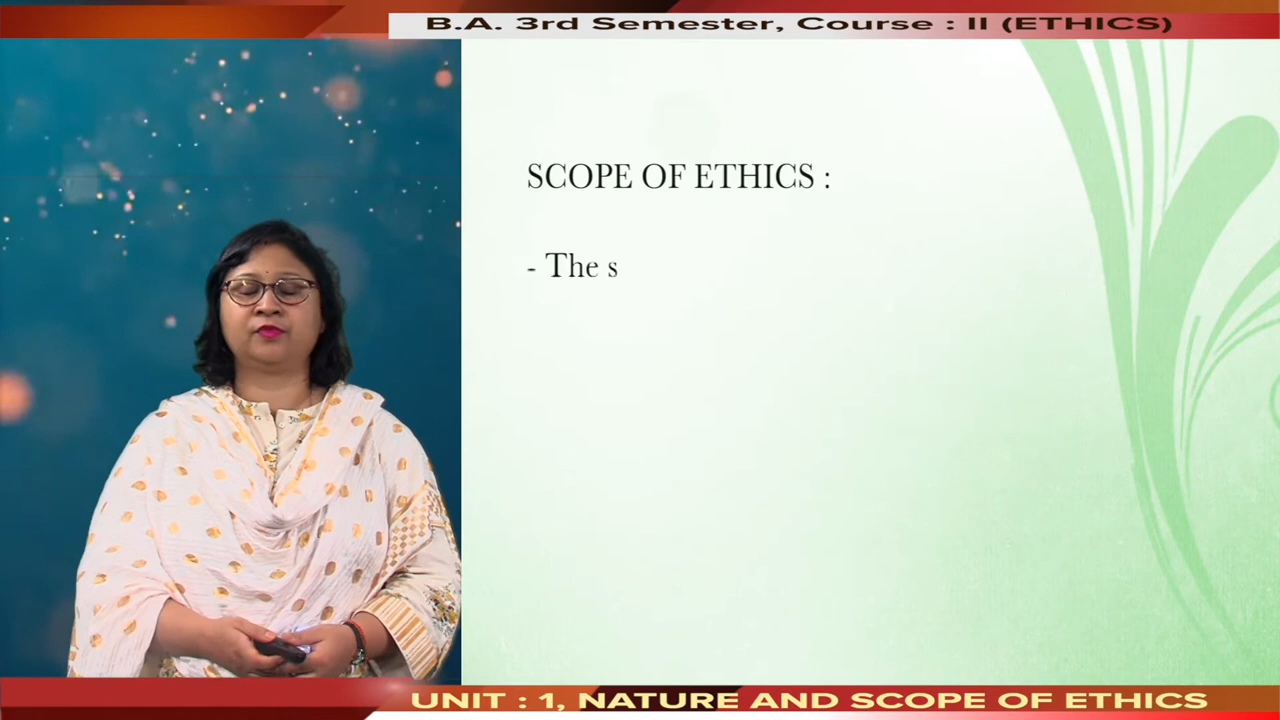 B.A. 3rd Semester, Course : II (ETHICS)
SCOPE OF ETHICS :
- The s
UNIT : 1, NATURE AND SCOPE OF ETHICS